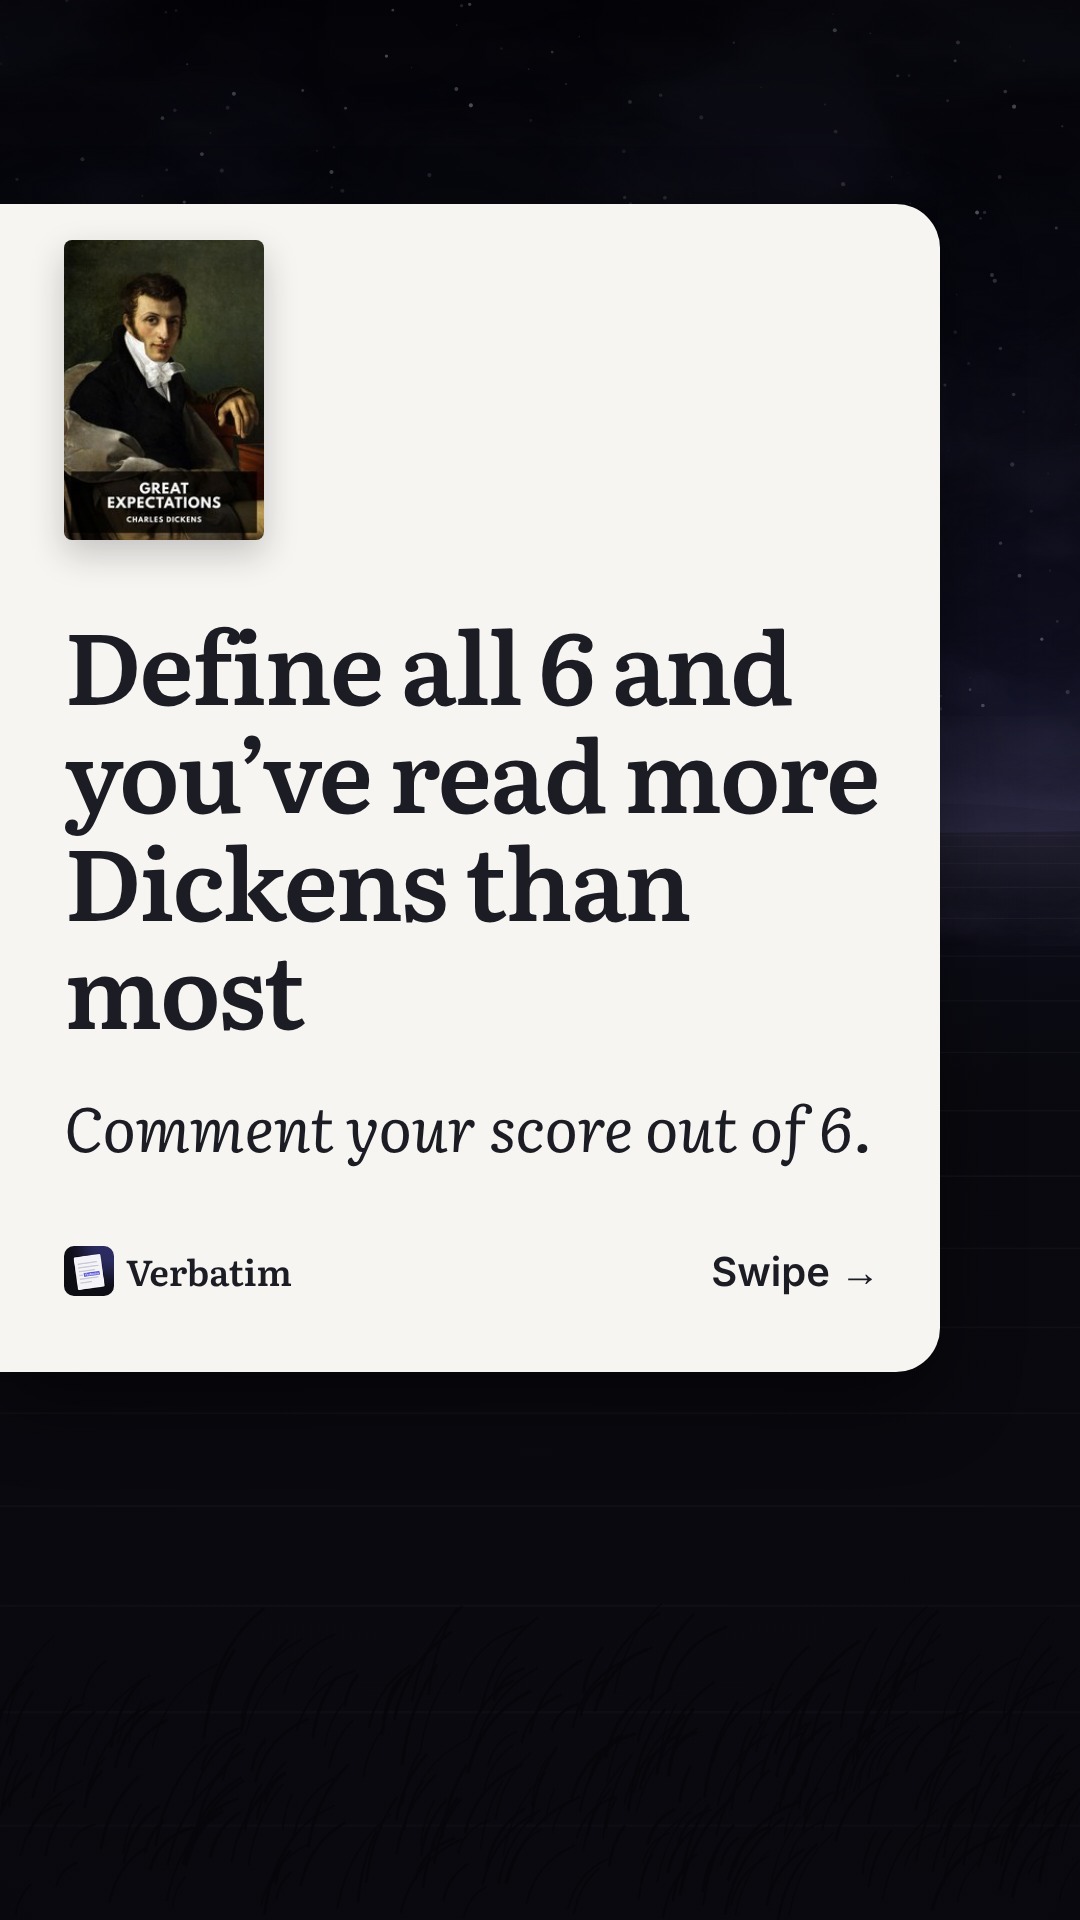 GREAT
EXPECTATIONS
CHARLES DICKENS
Define all 6 and
you’ve read more
Dickens than
most
Comment your score out of 6.
Verbatim
Swipe →